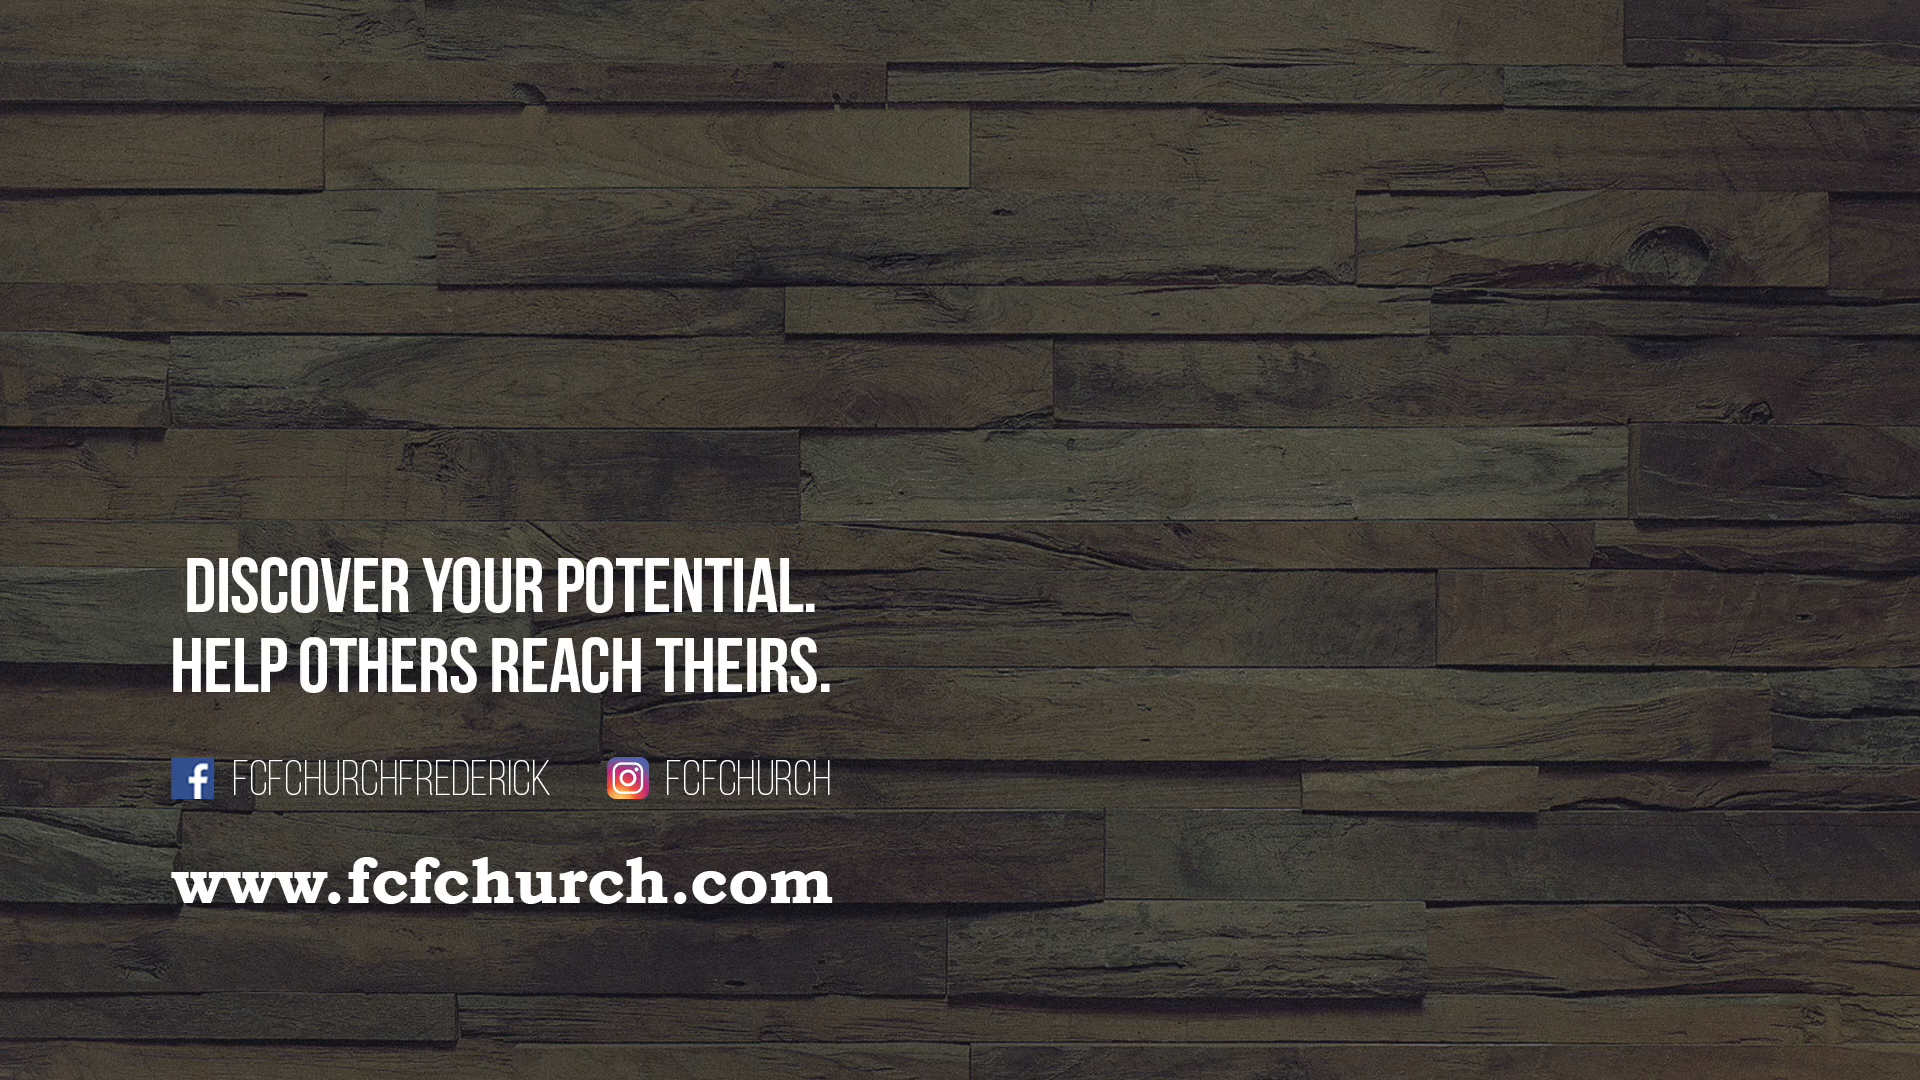 DISCOVER YOUR POTENTIAL.
HELP OTHERS REACH THEIRS.
FCFCHURCHFREDERICK FCFCHURCH
www.fcfchurch.com